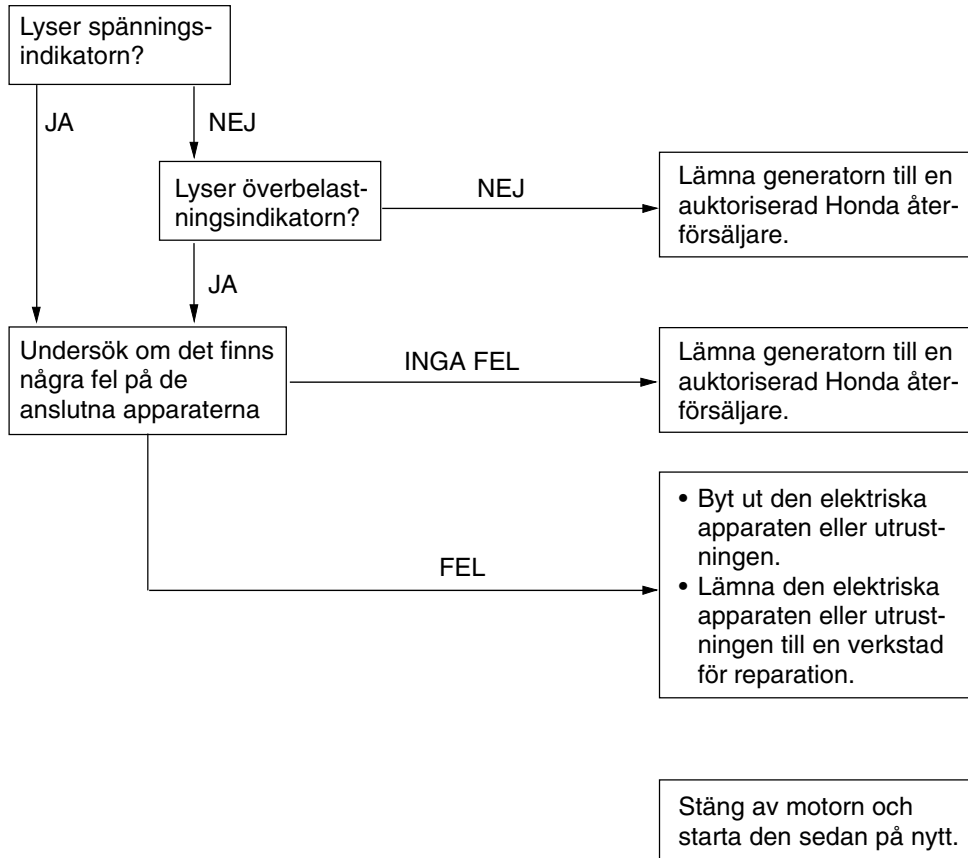 Lyser spännings-
indikatorn?
JA
NEJ
Lyser överbelast-
ningsindikatorn?
NEJ
Lämna generatorn till en
auktoriserad Honda åter-
försäljare.
JA
Undersök om det finns
några fel på de
anslutna apparaterna
INGA FEL
Lämna generatorn till en
auktoriserad Honda åter-
försäljare.
FEL
• Byt ut den elektriska
apparaten eller utrust-
ningen.
• Lämna den elektriska
apparaten eller utrust-
ningen till en verkstad
för reparation.
Stäng av motorn och
starta den sedan på nytt.